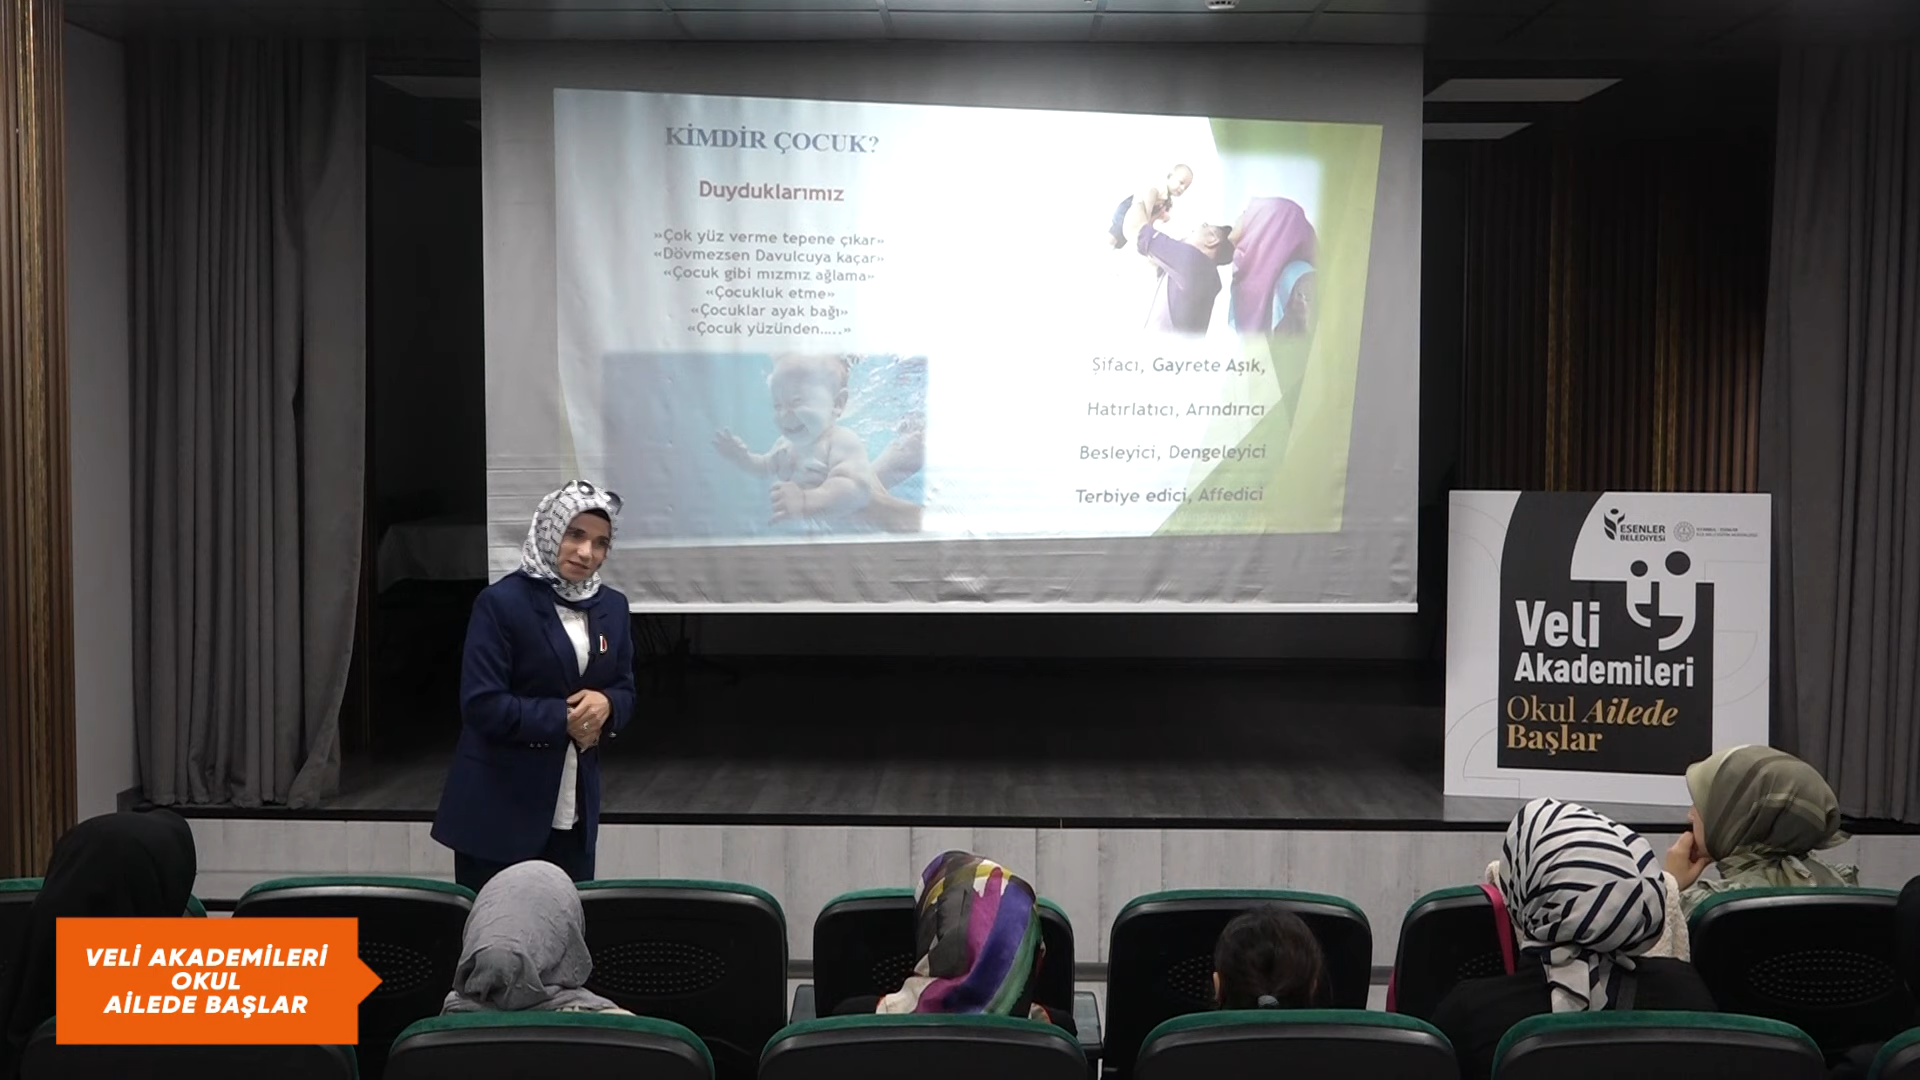 KİMDİR ÇOCUK?
Duyduklarımız
»Çok yüz verme tepene çıkar«
«Dövmezsen Davulcuya kaçar»
«Çocuk gibi mızmız ağlama»
«Çocukluk etme»
«Çocuklar ayak bağı»
«Çocuk yüzünden.....»
Şifacı, Gayrete Aşık,
Hatırlatıcı, Arındırıcı
Besleyici, Dengeleyici
Terbiye edici, Affedici
ESENLER
BELEDİYESİ
Veli
Akademileri
Okul Ailede
Başlar
VELİ AKADEMİLERİ
OKUL
AİLEDE BAŞLAR